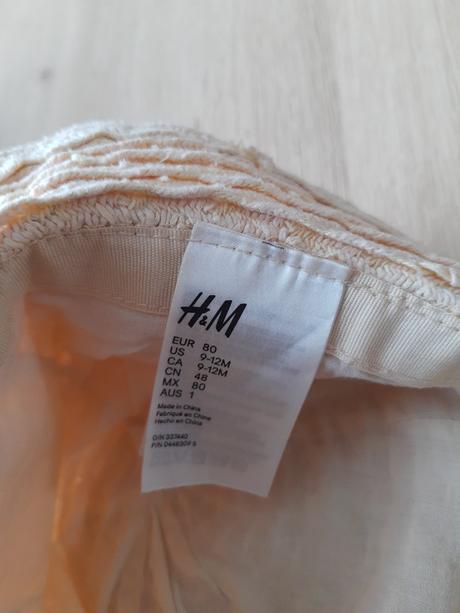 H&M
EUR 80
US 9-12M
CA 9-12M
CN 48
MX 80
AUS 1
Made in China
Fabriqué en Chine
Hecho en China
O/N 337440